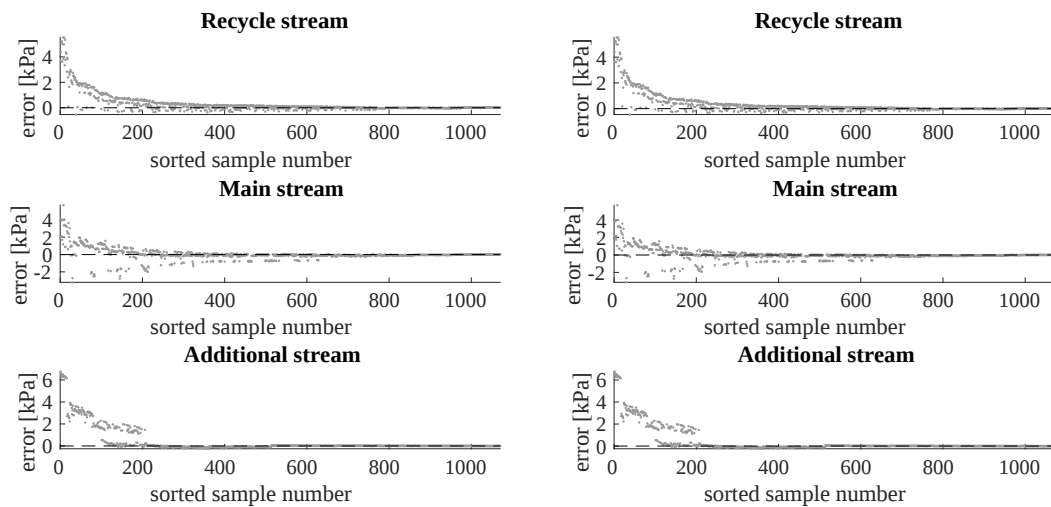 Recycle stream
error [kPa]
4
2
0
0 200 400 600 800 1000
sorted sample number
Main stream
error [kPa]
4
2
0
-2
0 200 400 600 800 1000
sorted sample number
Additional stream
error [kPa]
6
4
2
0
0 200 400 600 800 1000
sorted sample number
Recycle stream
error [kPa]
4
2
0
0 200 400 600 800 1000
sorted sample number
Main stream
error [kPa]
4
2
0
-2
0 200 400 600 800 1000
sorted sample number
Additional stream
error [kPa]
6
4
2
0
0 200 400 600 800 1000
sorted sample number